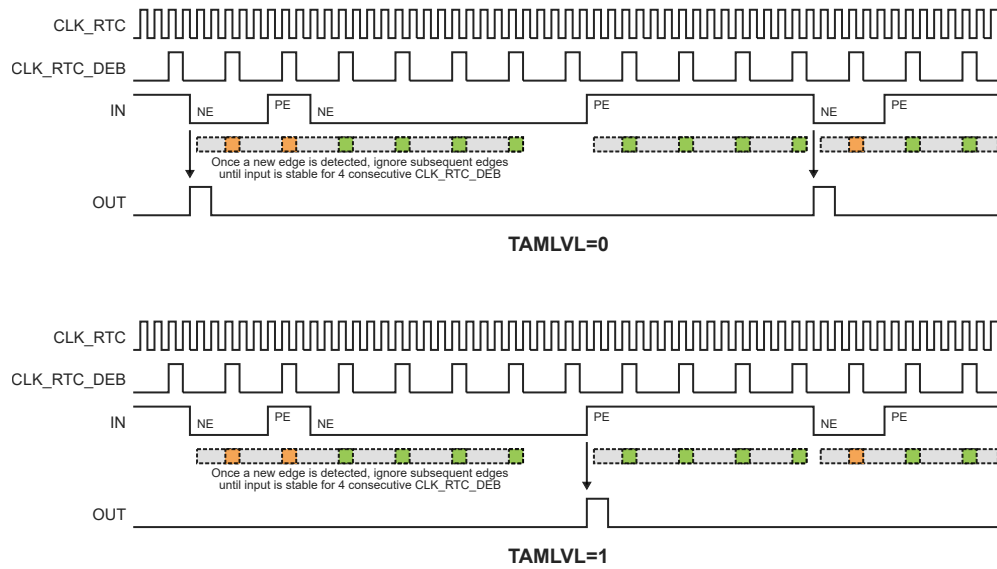 CLK_RTC
CLK_RTC_DEB
IN
NE
PE
NE
PE
NE
PE
Once a new edge is detected, ignore subsequent edges
until input is stable for 4 consecutive CLK_RTC_DEB
OUT
TAMLVL=0
CLK_RTC
CLK_RTC_DEB
IN
NE
PE
NE
PE
NE
PE
Once a new edge is detected, ignore subsequent edges
until input is stable for 4 consecutive CLK_RTC_DEB
OUT
TAMLVL=1